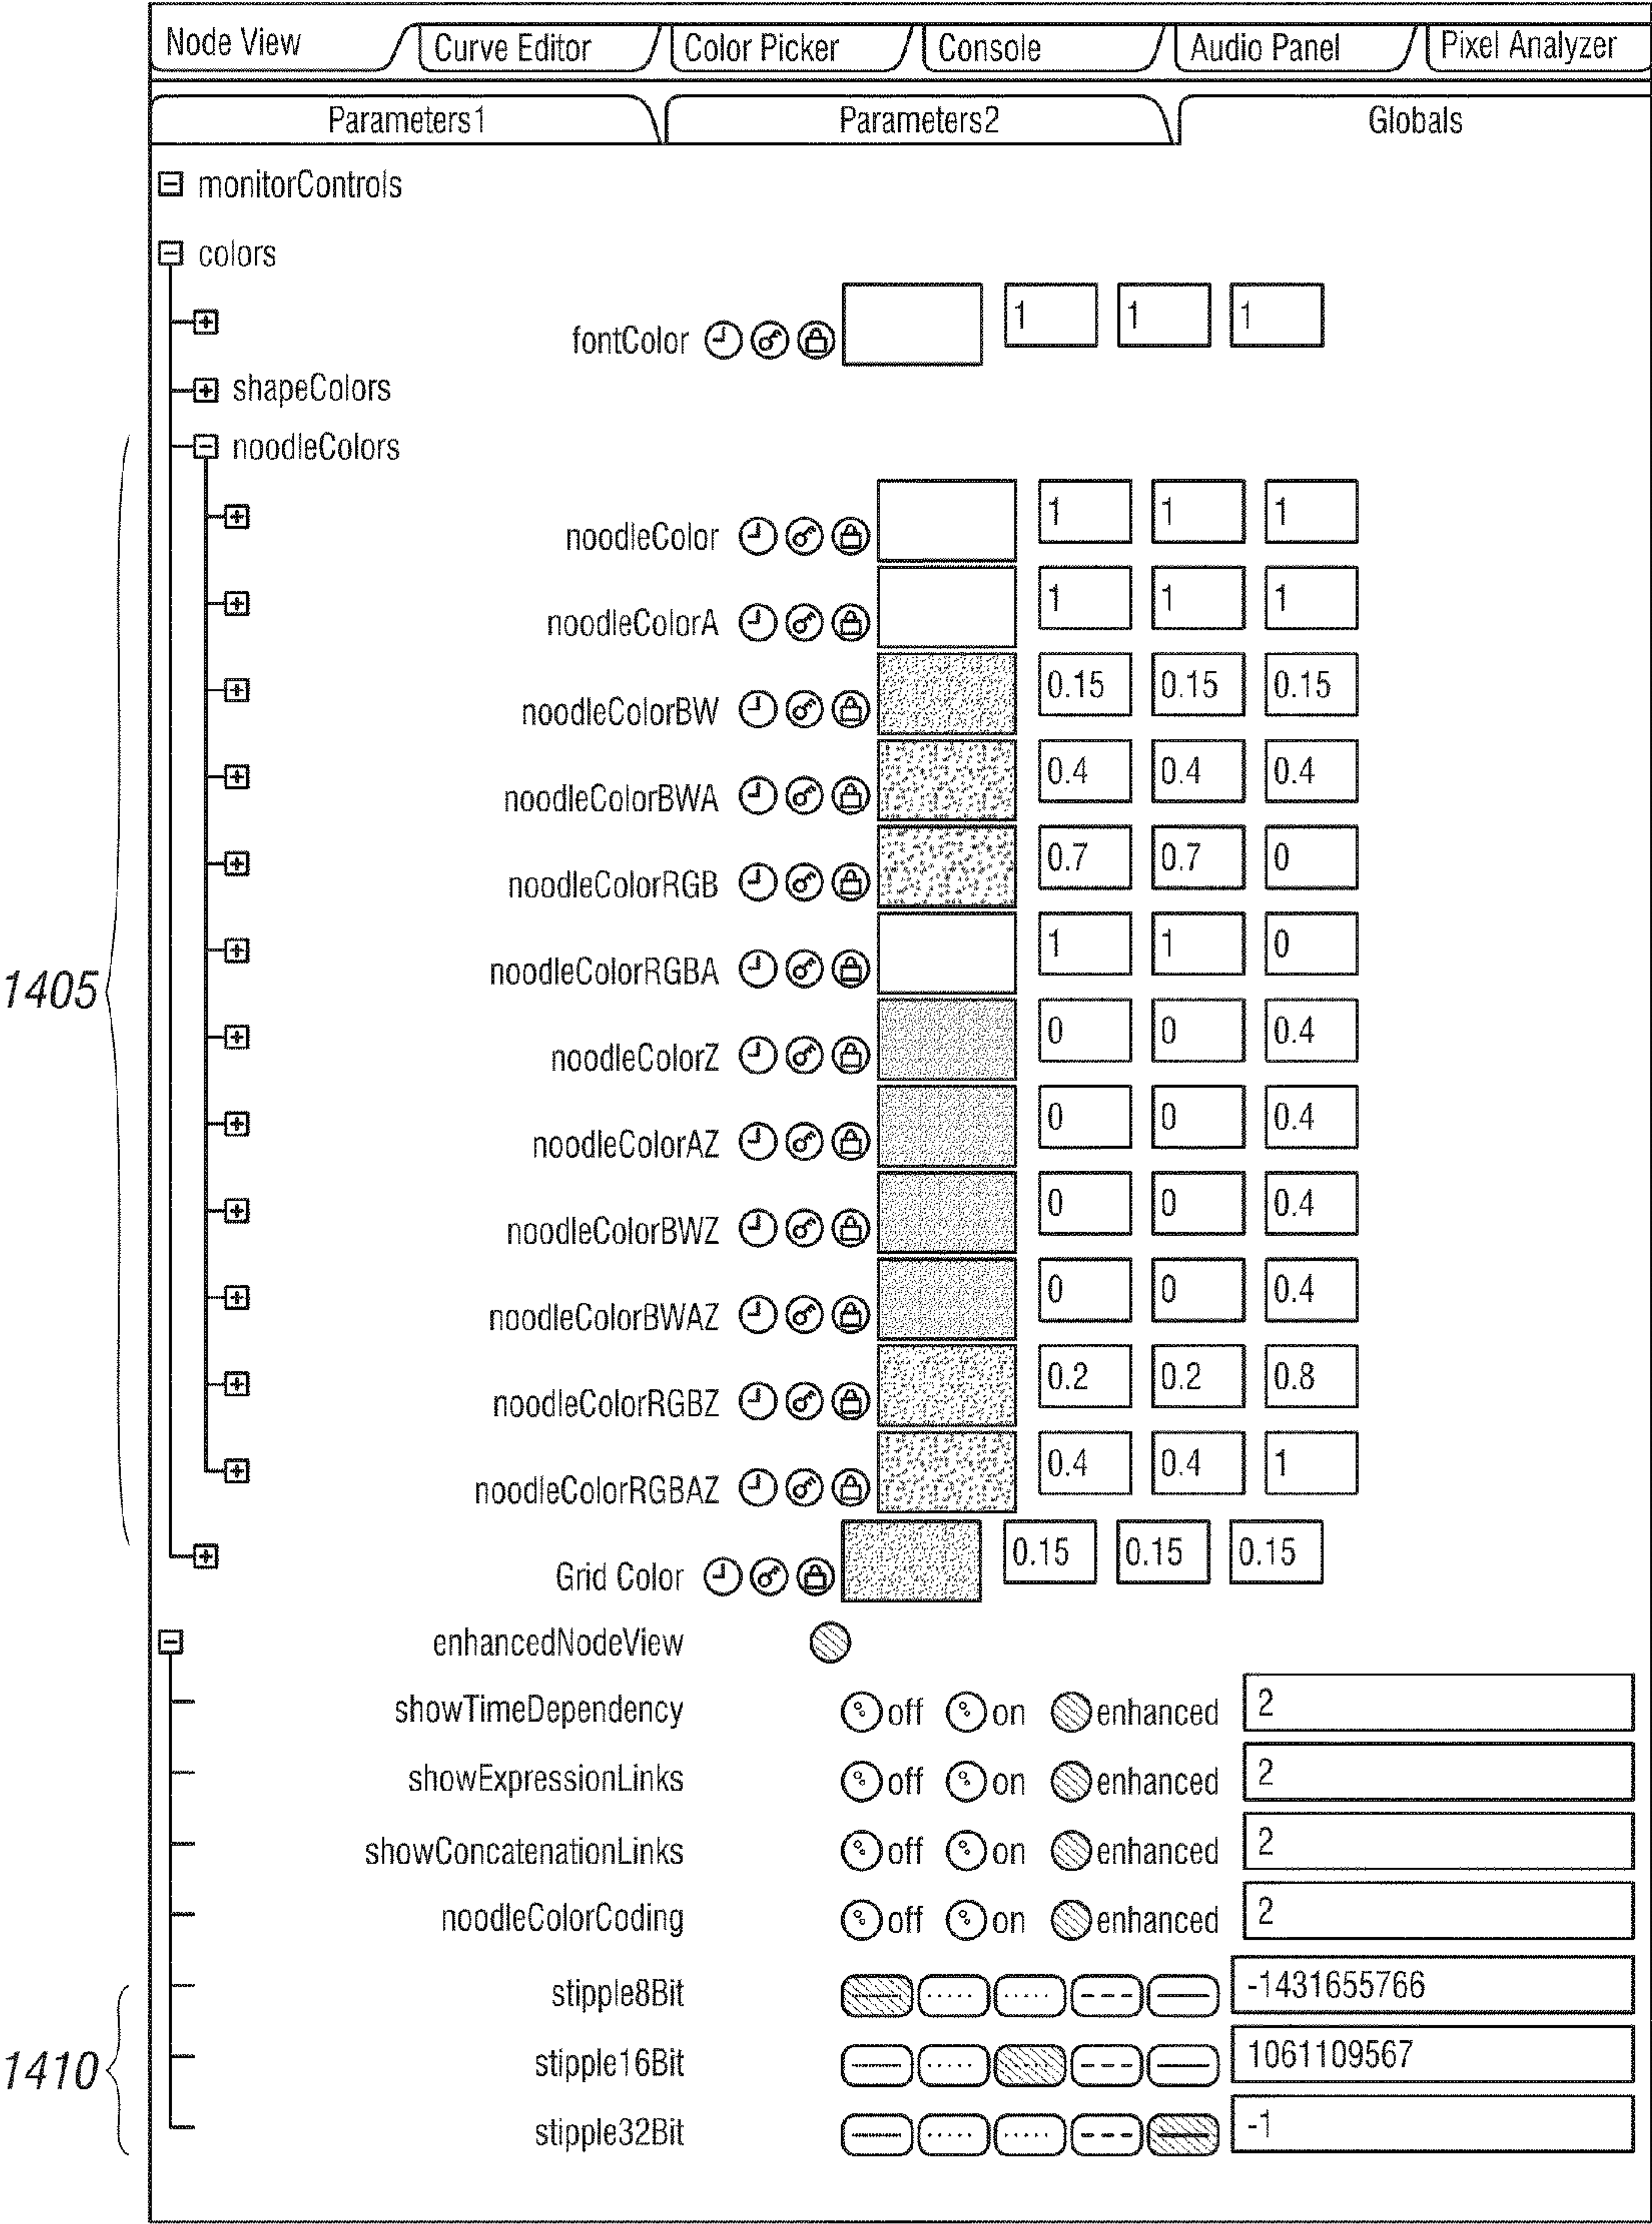 Node View Curve Editor Color Picker Console Audio Panel Pixel Analyzer
Parameters1 Parameters2 Globals
monitorControls
colors
fontColor 1 1 1
shapeColors
noodleColors
noodleColor 1 1 1
noodleColorA 1 1 1
noodleColorBW 0.15 0.15 0.15
noodleColorBWA 0.4 0.4 0.4
noodleColorRGB 0.7 0.7 0
1405
noodleColorRGBA 1 1 0
noodleColorZ 0 0 0.4
noodleColorAZ 0 0 0.4
noodleColorBWZ 0 0 0.4
noodleColorBWAZ 0 0 0.4
noodleColorRGBZ 0.2 0.2 0.8
noodleColorRGBAZ 0.4 0.4 1
Grid Color 0.15 0.15 0.15
enhancedNodeView
showTimeDependency off on enhanced 2
showExpressionLinks off on enhanced 2
showConcatenationLinks off on enhanced 2
noodleColorCoding off on enhanced 2
stipple8Bit -1431655766
1410 stipple16Bit 1061109567
stipple32Bit -1